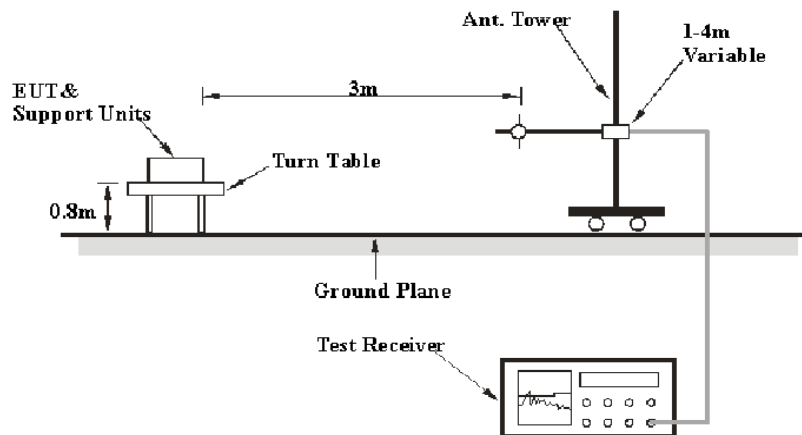 Ant. Tower
1-4m
Variable
3m
EUT &
Support Units
Turn Table
0.8m
Ground Plane
Test Receiver